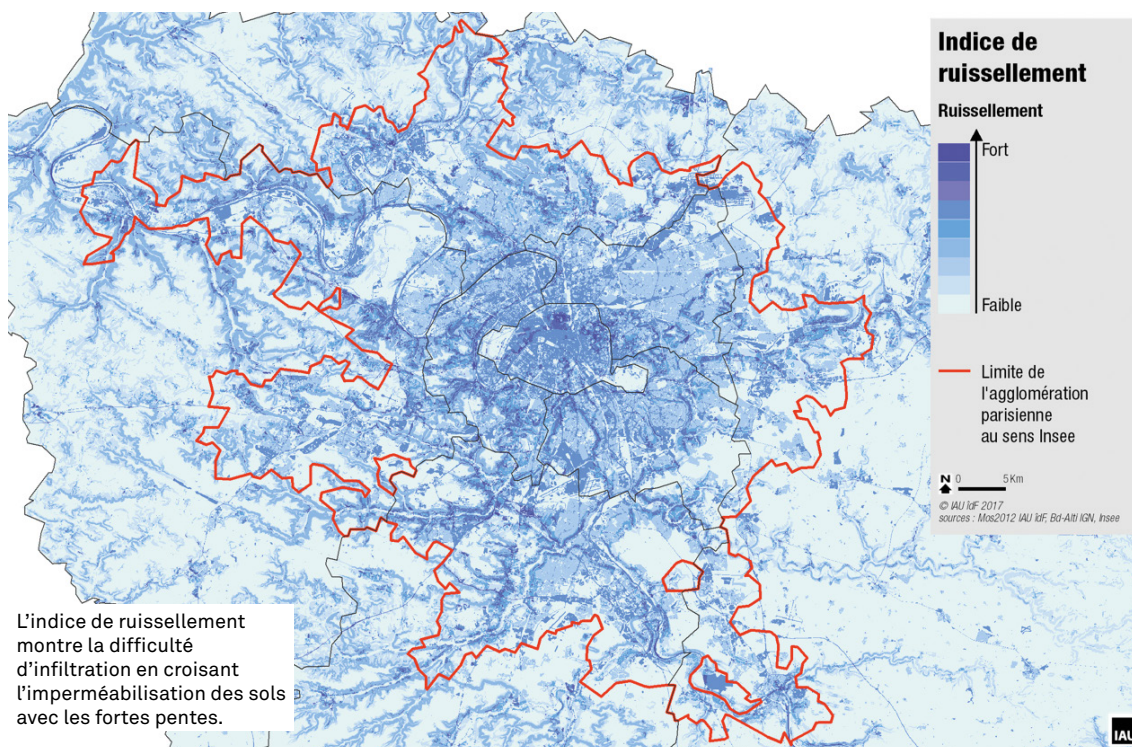 Indice de
ruissellement
Ruissellement
Fort
Faible
Limite de
l'agglomération
parisienne
au sens Insee
N 0 5 Km
© IAU îdF 2017
sources : Mos2012 IAU îdF, Bd-Alti IGN, Insee
L'indice de ruissellement
montre la difficulté
d'infiltration en croisant
l'imperméabilisation des sols
avec les fortes pentes.
IAU